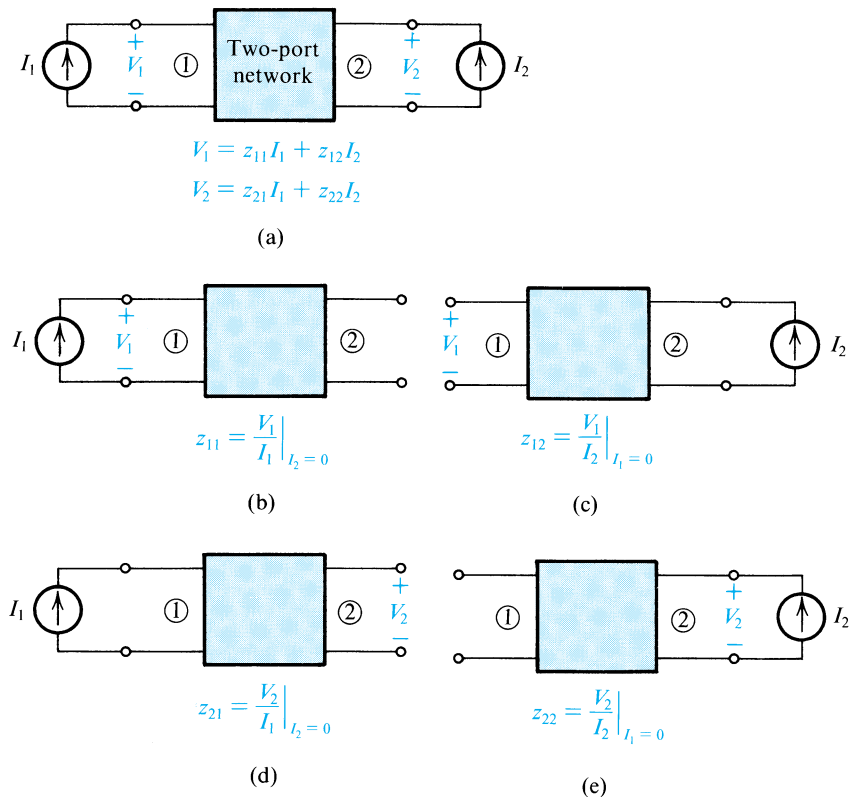 I₁ + V₁ − ① Two-port network ② + V₂ − I₂
V₁ = z₁₁I₁ + z₁₂I₂
V₂ = z₂₁I₁ + z₂₂I₂
(a)
I₁ + V₁ − ① ②
z₁₁ = V₁/I₁ |I₂ = 0
(b)
+ V₁ − ① ② I₂
z₁₂ = V₁/I₂ |I₁ = 0
(c)
I₁ ① ② + V₂ −
z₂₁ = V₂/I₁ |I₂ = 0
(d)
① ② + V₂ − I₂
z₂₂ = V₂/I₂ |I₁ = 0
(e)